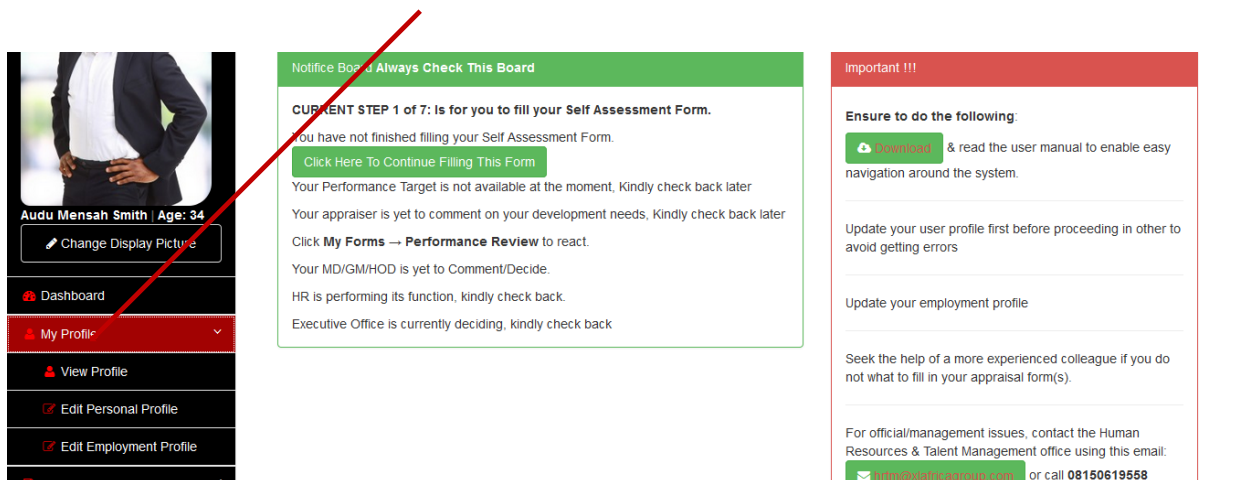 Audu Mensah Smith | Age: 34
Change Display Picture
Dashboard
My Profile
View Profile
Edit Personal Profile
Edit Employment Profile
Notifice Board Always Check This Board
CURRENT STEP 1 of 7: Is for you to fill your Self Assessment Form.
You have not finished filling your Self Assessment Form.
Click Here To Continue Filling This Form
Your Performance Target is not available at the moment, Kindly check back later
Your appraiser is yet to comment on your development needs, Kindly check back later
Click My Forms → Performance Review to react.
Your MD/GM/HOD is yet to Comment/Decide.
HR is performing its function, kindly check back.
Executive Office is currently deciding, kindly check back
Important !!!
Ensure to do the following:
Download & read the user manual to enable easy
navigation around the system.
Update your user profile first before proceeding in other to
avoid getting errors
Update your employment profile
Seek the help of a more experienced colleague if you do
not what to fill in your appraisal form(s).
For official/management issues, contact the Human
Resources & Talent Management office using this email:
or call 08150619558